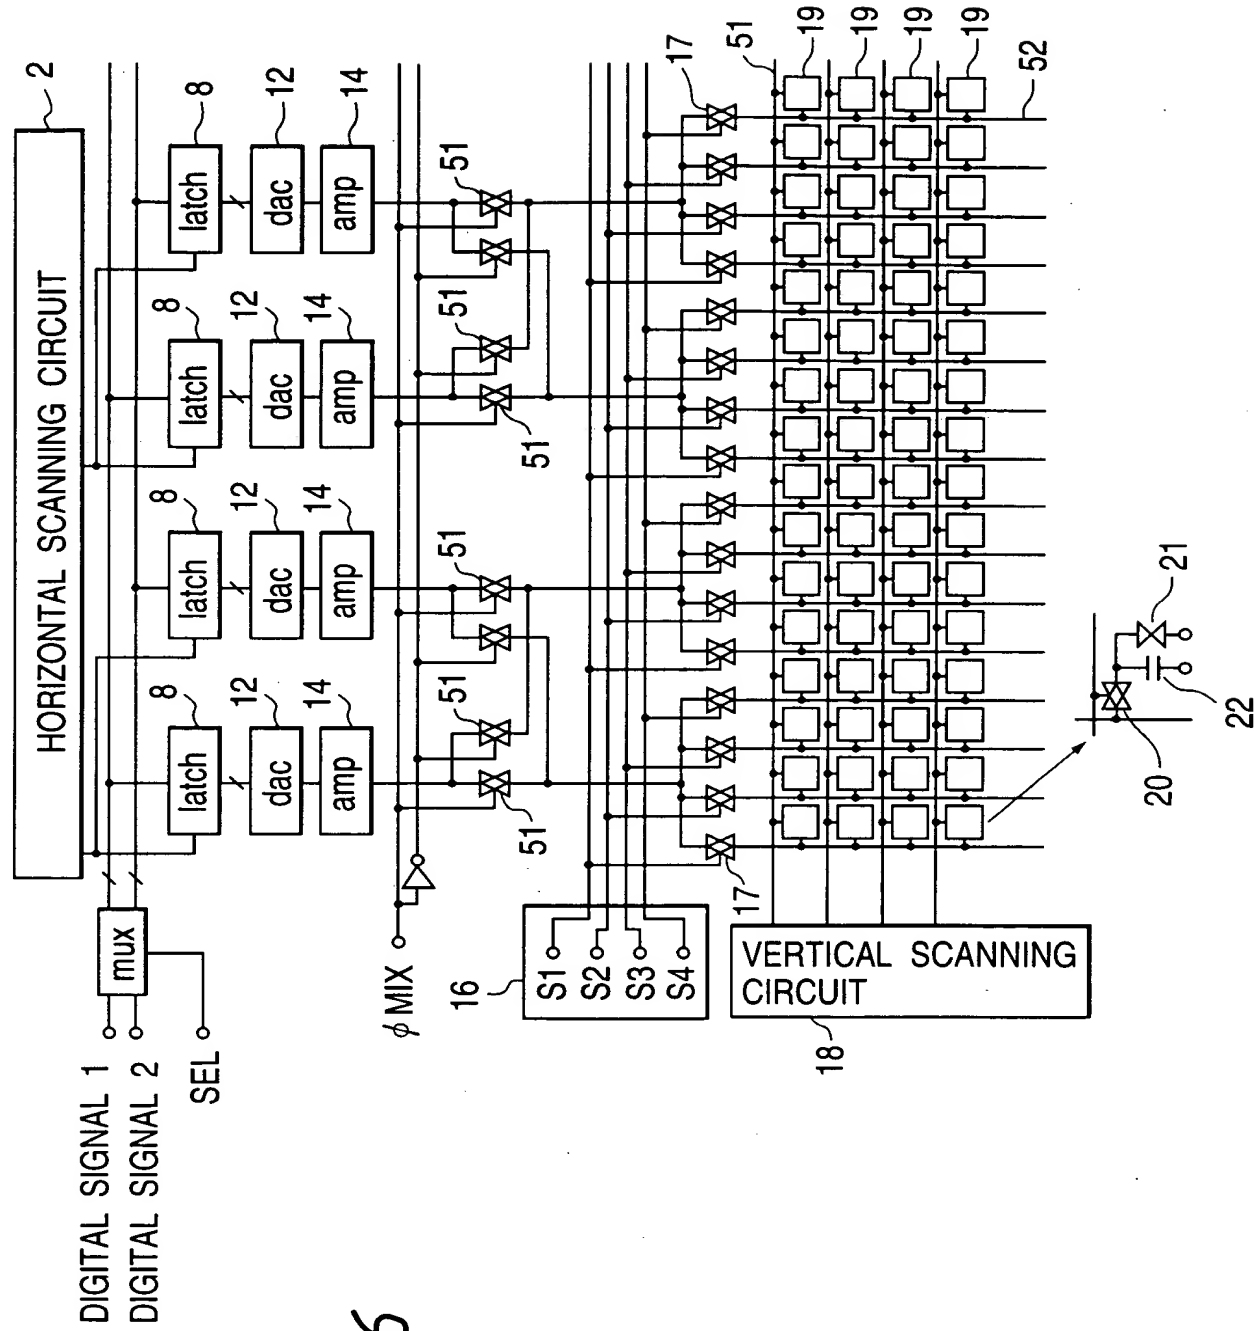 HORIZONTAL SCANNING CIRCUIT
2
DIGITAL SIGNAL 1
DIGITAL SIGNAL 2
SEL
mux
8
8
8
8
latch
latch
latch
latch
12
12
12
12
dac
dac
dac
dac
14
14
14
14
amp
amp
amp
amp
φMIX
51
51
51
51
51
51
16
S1
S2
S3
S4
17
17
51
19
19
19
19
52
VERTICAL SCANNING
CIRCUIT
18
20
21
22
6